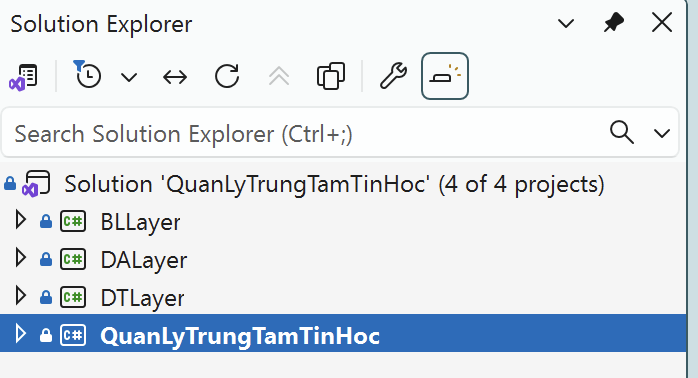 Solution Explorer
Search Solution Explorer (Ctrl+;)
Solution 'QuanLyTrungTamTinHoc' (4 of 4 projects)
C# BLLayer
C# DALayer
C# DTLayer
C# QuanLyTrungTamTinHoc